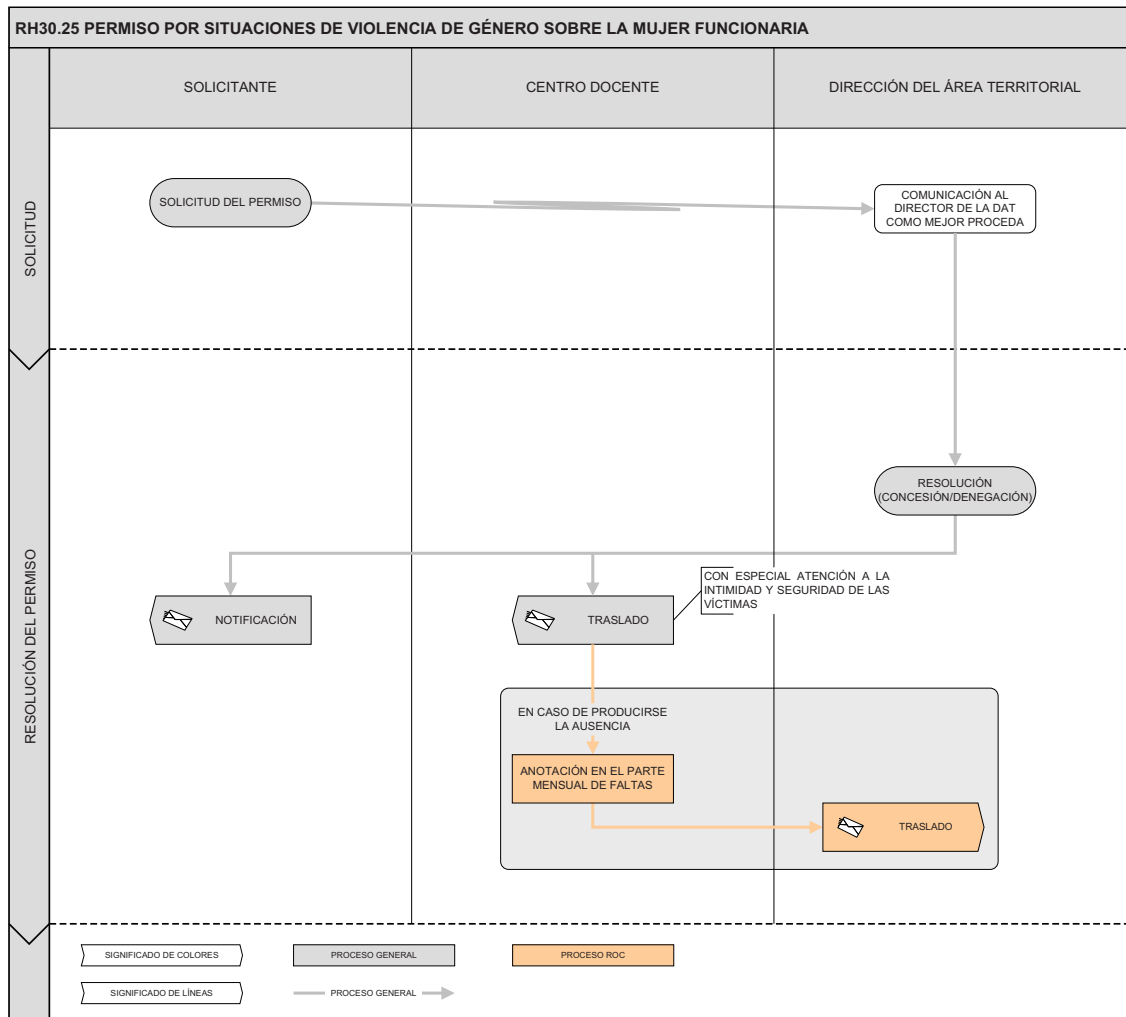 RH30.25 PERMISO POR SITUACIONES DE VIOLENCIA DE GÉNERO SOBRE LA MUJER FUNCIONARIA
SOLICITANTE
CENTRO DOCENTE
DIRECCIÓN DEL ÁREA TERRITORIAL
SOLICITUD
SOLICITUD DEL PERMISO
COMUNICACIÓN AL
DIRECTOR DE LA DAT
COMO MEJOR PROCEDA
RESOLUCIÓN DEL PERMISO
RESOLUCIÓN
(CONCESIÓN/DENEGACIÓN)
NOTIFICACIÓN
TRASLADO
CON ESPECIAL ATENCIÓN A LA
INTIMIDAD Y SEGURIDAD DE LAS
VÍCTIMAS
EN CASO DE PRODUCIRSE
LA AUSENCIA
ANOTACIÓN EN EL PARTE
MENSUAL DE FALTAS
TRASLADO
SIGNIFICADO DE COLORES
PROCESO GENERAL
PROCESO ROC
SIGNIFICADO DE LÍNEAS
PROCESO GENERAL